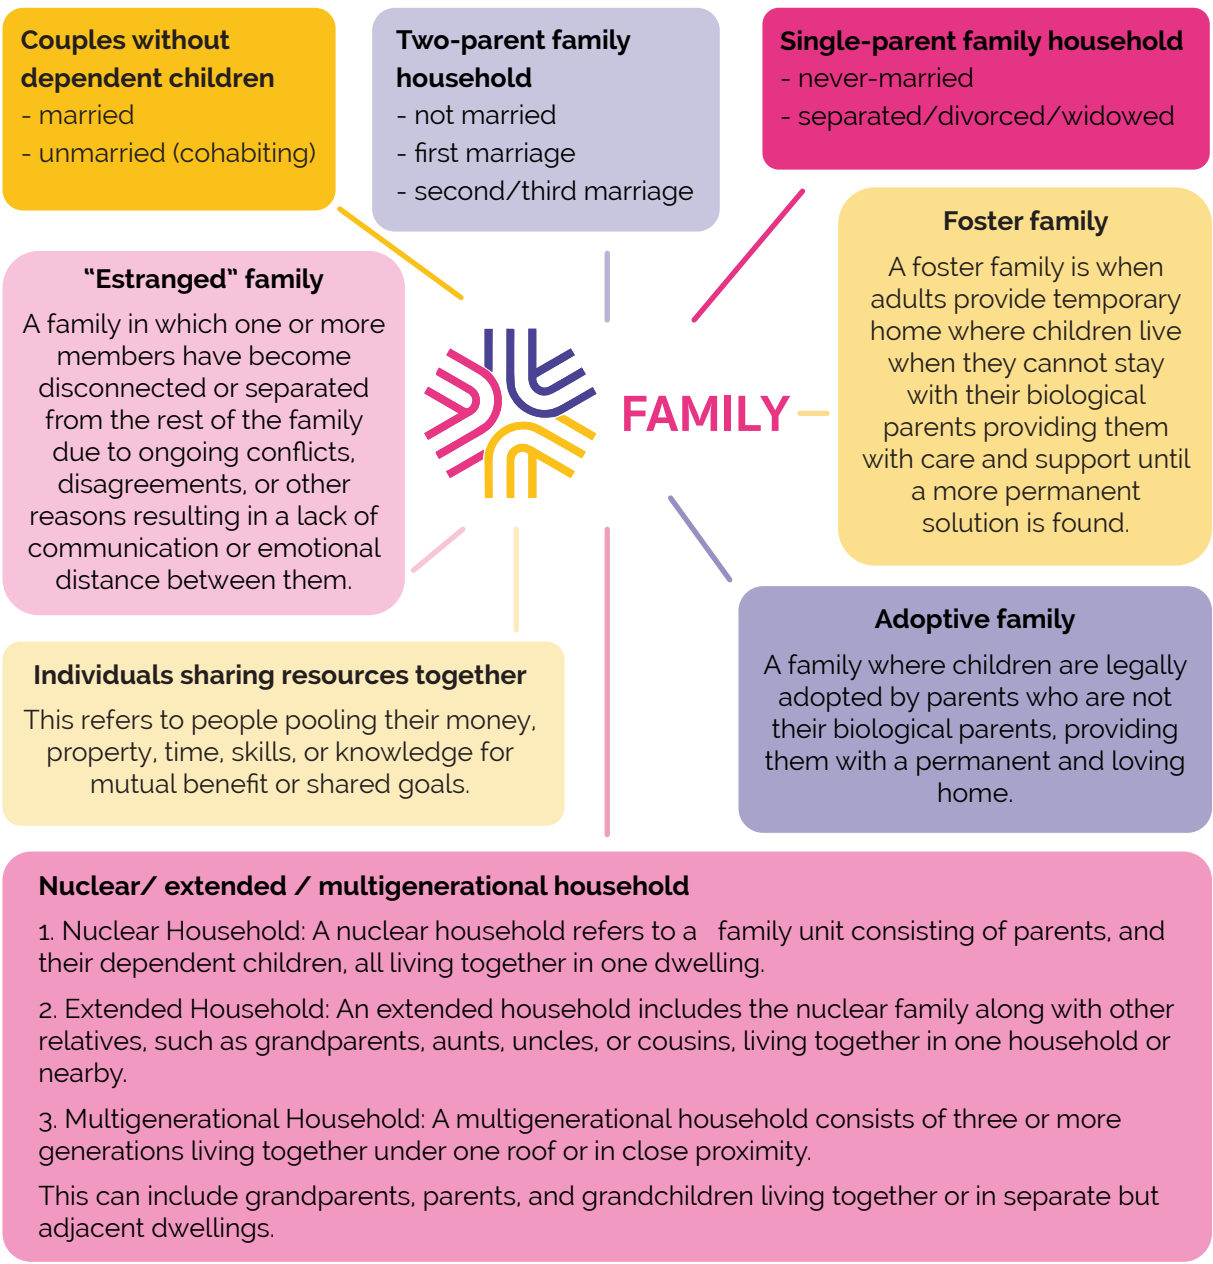 Couples without
dependent children
- married
- unmarried (cohabiting)
Two-parent family
household
- not married
- first marriage
- second/third marriage
Single-parent family household
- never-married
- separated/divorced/widowed
"Estranged" family
A family in which one or more
members have become
disconnected or separated
from the rest of the family
due to ongoing conflicts,
disagreements, or other
reasons resulting in a lack of
communication or emotional
distance between them.
FAMILY
Foster family
A foster family is when
adults provide temporary
home where children live
when they cannot stay
with their biological
parents providing them
with care and support until
a more permanent
solution is found.
Individuals sharing resources together
This refers to people pooling their money,
property, time, skills, or knowledge for
mutual benefit or shared goals.
Adoptive family
A family where children are legally
adopted by parents who are not
their biological parents, providing
them with a permanent and loving
home.
Nuclear/ extended / multigenerational household
1. Nuclear Household: A nuclear household refers to a family unit consisting of parents, and
their dependent children, all living together in one dwelling.
2. Extended Household: An extended household includes the nuclear family along with other
relatives, such as grandparents, aunts, uncles, or cousins, living together in one household or
nearby.
3. Multigenerational Household: A multigenerational household consists of three or more
generations living together under one roof or in close proximity.
This can include grandparents, parents, and grandchildren living together or in separate but
adjacent dwellings.